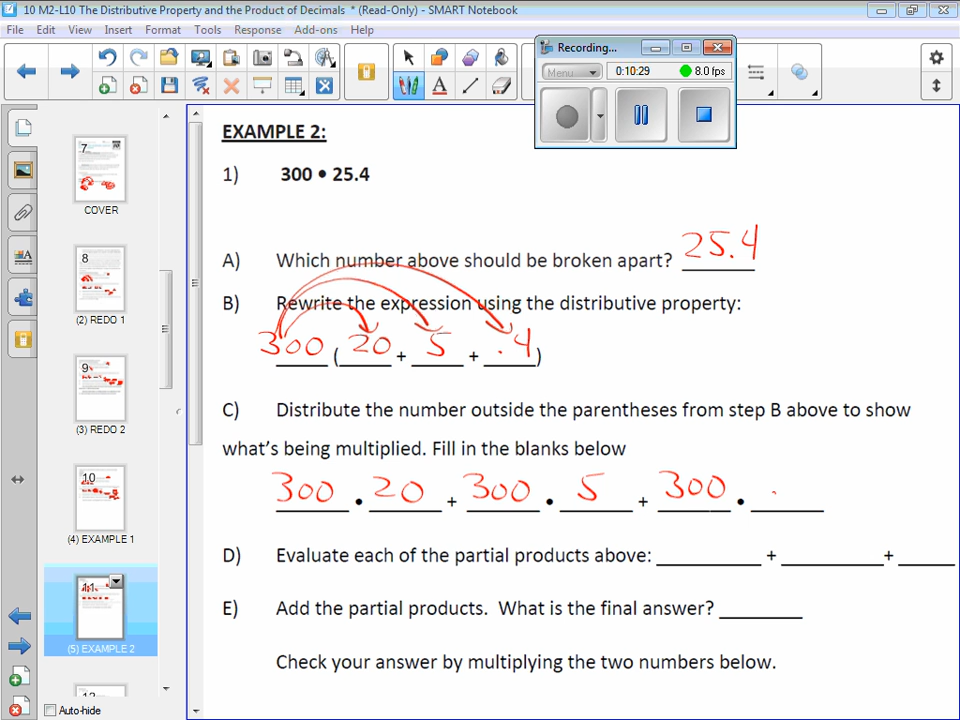 10 M2-L10 The Distributive Property and the Product of Decimals * (Read-Only) - SMART Notebook
File Edit View Insert Format Tools Response Add-ons Help
Recording...
Menu 0:10:29 8.0 fps
7
COVER
8
(2) REDO 1
9
(3) REDO 2
10
(4) EXAMPLE 1
11
(5) EXAMPLE 2
Auto-hide
EXAMPLE 2:
1) 300 • 25.4
A) Which number above should be broken apart? 25.4
B) Rewrite the expression using the distributive property:
300 (20 + 5 + .4)
C) Distribute the number outside the parentheses from step B above to show
what's being multiplied. Fill in the blanks below
300 • 20 + 300 • 5 + 300 • .
D) Evaluate each of the partial products above: ________ + ________ + ____
E) Add the partial products. What is the final answer? ______
Check your answer by multiplying the two numbers below.